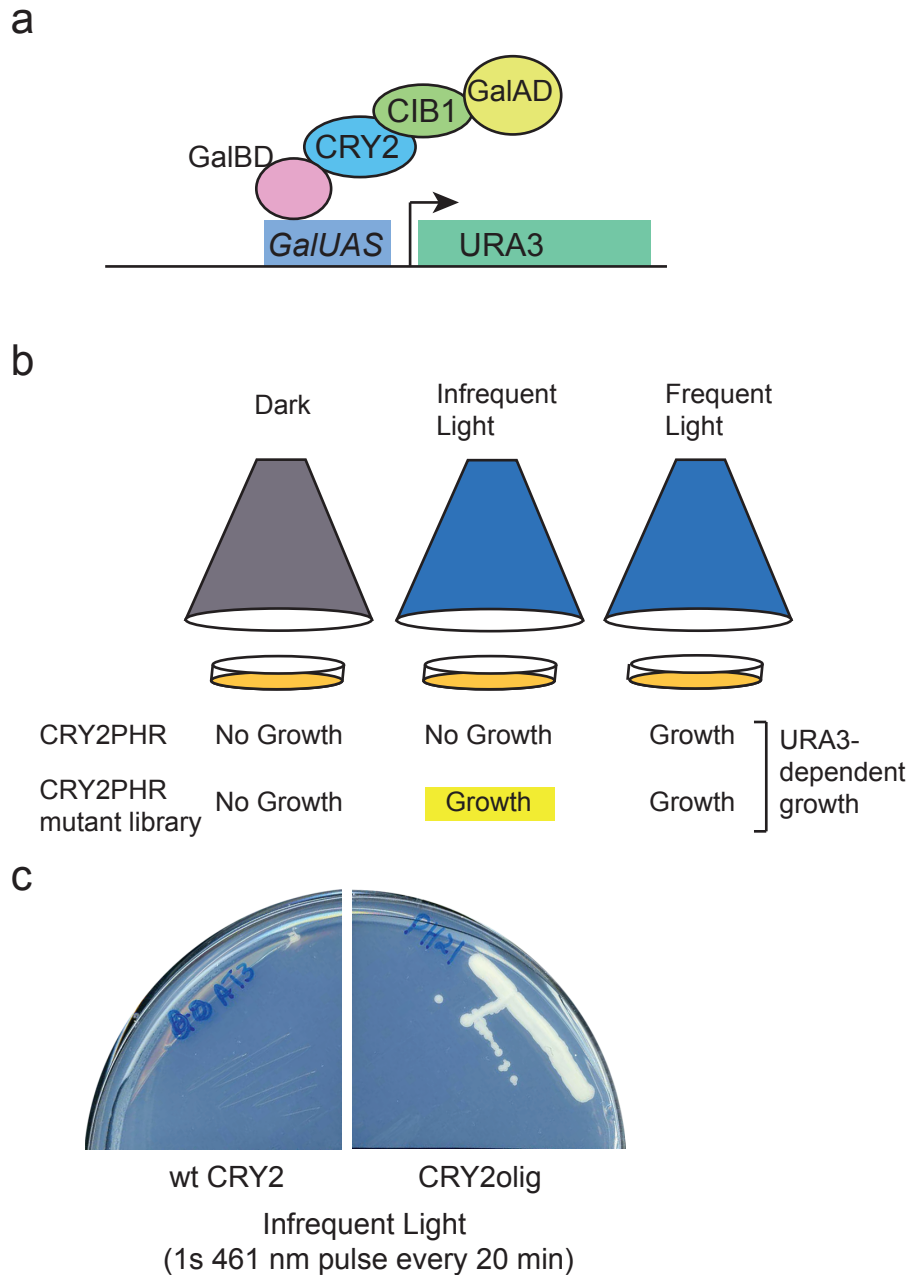 a
GalBD
CRY2
CIB1
GalAD
GalUAS
URA3
b
Dark
Infrequent
Light
Frequent
Light
CRY2PHR
No Growth
No Growth
Growth
CRY2PHR
mutant library
No Growth
Growth
Growth
URA3-
dependent
growth
c
AT3
PH21
wt CRY2
CRY2olig
Infrequent Light
(1s 461 nm pulse every 20 min)